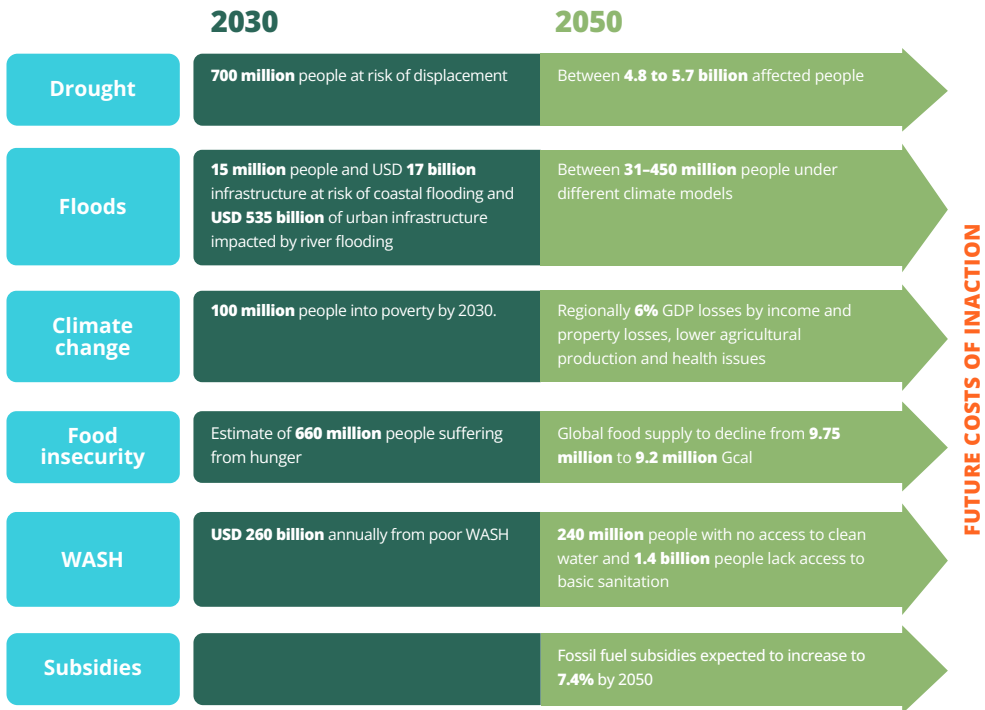 2030
2050
Drought
700 million people at risk of displacement
Between 4.8 to 5.7 billion affected people
Floods
15 million people and USD 17 billion
infrastructure at risk of coastal flooding and
USD 535 billion of urban infrastructure
impacted by river flooding
Between 31–450 million people under
different climate models
Climate
change
100 million people into poverty by 2030.
Regionally 6% GDP losses by income and
property losses, lower agricultural
production and health issues
Food
insecurity
Estimate of 660 million people suffering
from hunger
Global food supply to decline from 9.75
million to 9.2 million Gcal
WASH
USD 260 billion annually from poor WASH
240 million people with no access to clean
water and 1.4 billion people lack access to
basic sanitation
Subsidies
Fossil fuel subsidies expected to increase to
7.4% by 2050
FUTURE COSTS OF INACTION